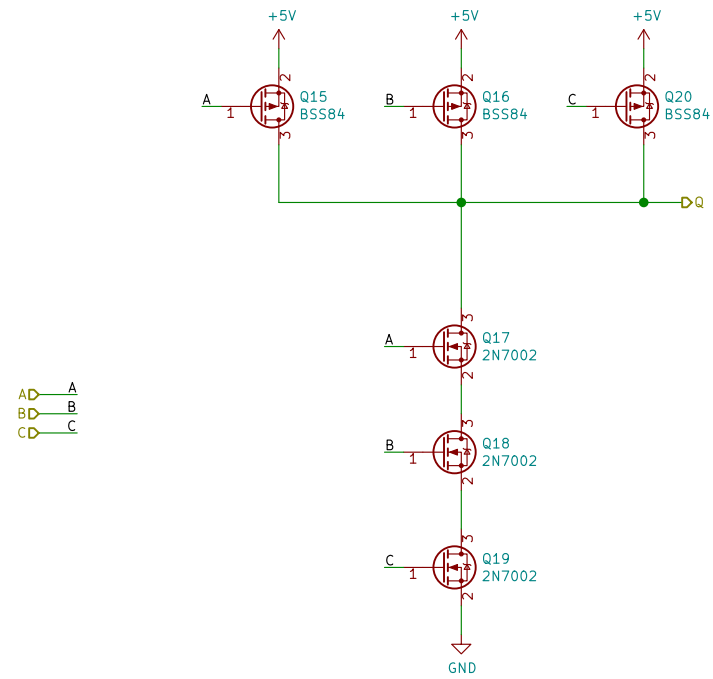 +5V +5V +5V
A 1 2 3 Q15 BSS84
B 1 2 3 Q16 BSS84
C 1 2 3 Q20 BSS84
Q
A 1 3 2 Q17 2N7002
A A
B B
C C
B 1 3 2 Q18 2N7002
C 1 3 2 Q19 2N7002
GND